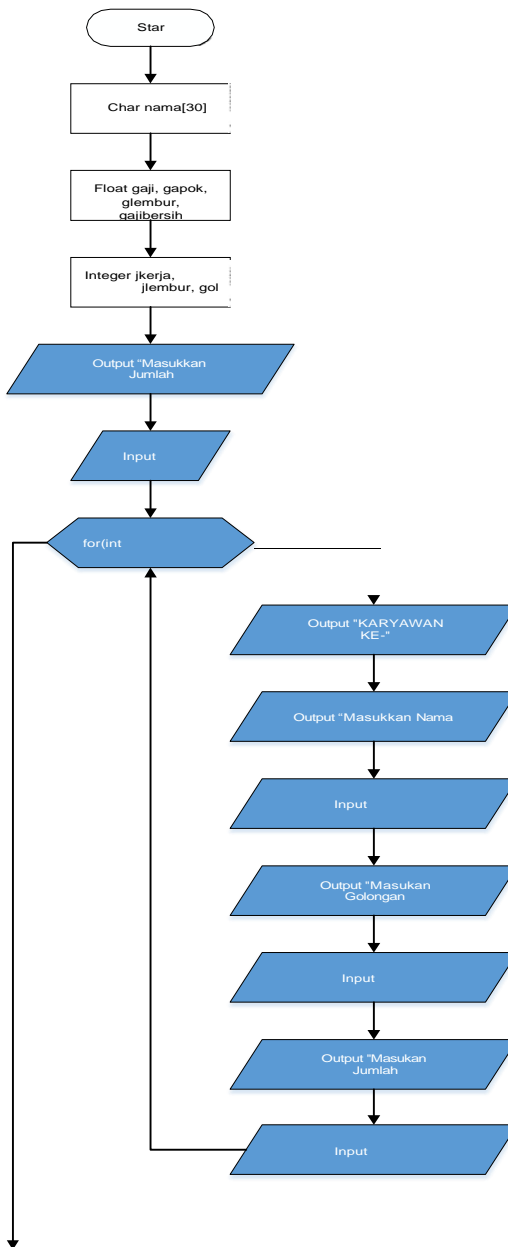 Star
Char nama[30]
Float gaji, gapok,
glembur,
gajibersih
Integer jkerja,
jlembur, gol
Output “Masukkan
Jumlah
Input
for(int
Output "KARYAWAN
KE-"
Output “Masukkan Nama
Input
Output "Masukan
Golongan
Input
Output "Masukan
Jumlah
Input